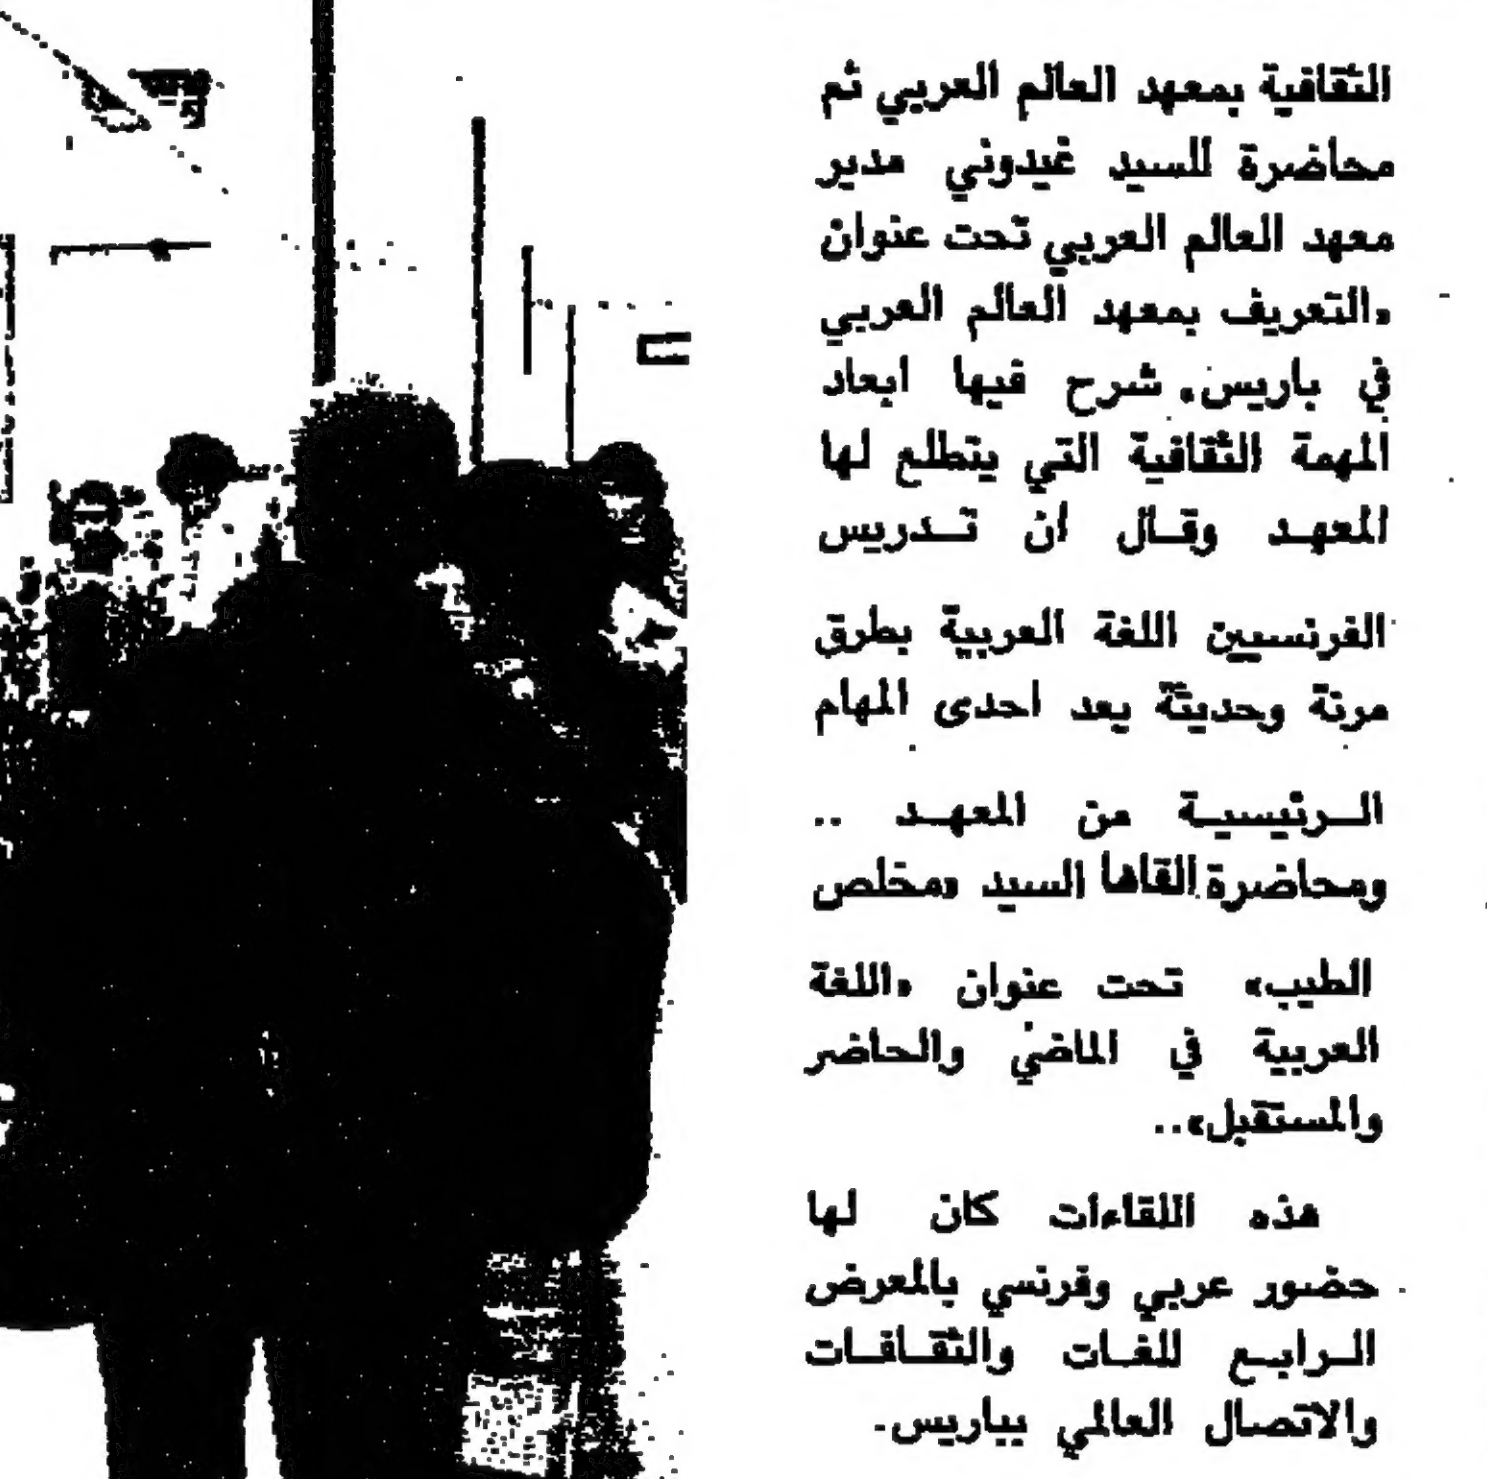 الثقافية بمعهد العالم العربي ثم
محاضرة للسيد غيدوني مدير
معهد العالم العربي تحت عنوان
«التعريف بمعهد العالم العربي
في باريس» شرح فيها ابعاد
المهمة الثقافية التي يتطلع لها
المعهد وقال ان تدريس
الفرنسيين اللغة العربية بطرق
مرنة وحديثة يعد احدى المهام
الرئيسية من المعهد ..
ومحاضرة القاها السيد «مخلص
الطيب» تحت عنوان «اللغة
العربية في الماضي والحاضر
والمستقبل»..
هذه اللقاءات كان لها
حضور عربي وفرنسي بالمعرض
الرابع للغات والثقافات
والاتصال العالمي بباريس.